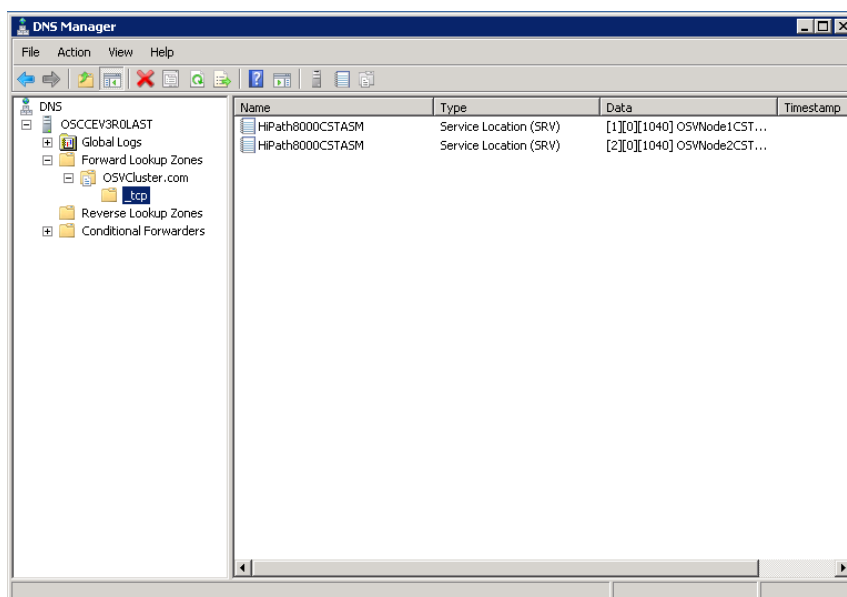 DNS Manager
File Action View Help
DNS
OSCCEV3R0LAST
Global Logs
Forward Lookup Zones
OSVCluster.com
_tcp
Reverse Lookup Zones
Conditional Forwarders
Name Type Data Timestamp
HiPath8000CSTASM Service Location (SRV) [1][0][1040] OSVNode1CST...
HiPath8000CSTASM Service Location (SRV) [2][0][1040] OSVNode2CST...